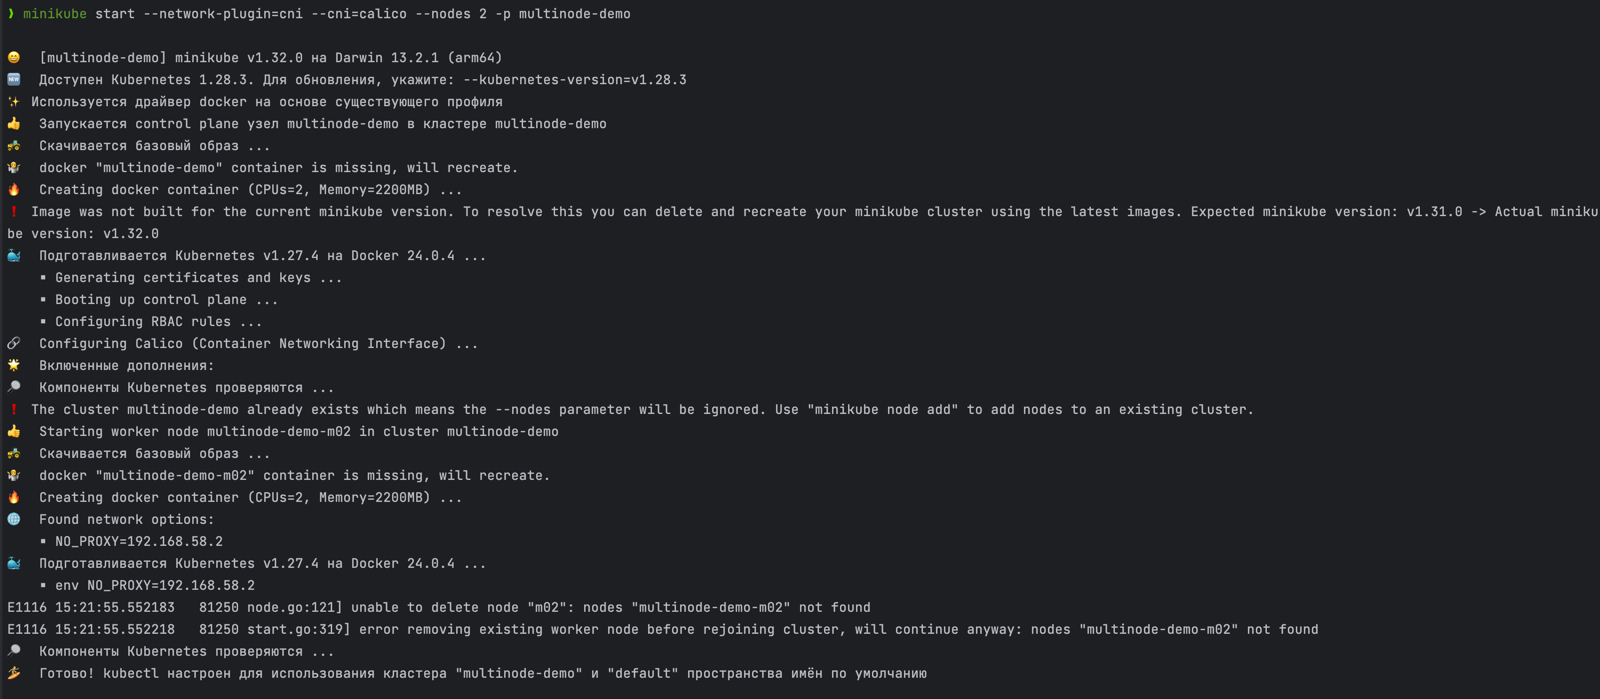 ❯ minikube start --network-plugin=cni --cni=calico --nodes 2 -p multinode-demo
😄 [multinode-demo] minikube v1.32.0 на Darwin 13.2.1 (arm64)
🆕 Доступен Kubernetes 1.28.3. Для обновления, укажите: --kubernetes-version=v1.28.3
✨ Используется драйвер docker на основе существующего профиля
👍 Запускается control plane узел multinode-demo в кластере multinode-demo
🚜 Скачивается базовый образ ...
🤷 docker "multinode-demo" container is missing, will recreate.
🔥 Creating docker container (CPUs=2, Memory=2200MB) ...
❗ Image was not built for the current minikube version. To resolve this you can delete and recreate your minikube cluster using the latest images. Expected minikube version: v1.31.0 -> Actual miniku
be version: v1.32.0
🐳 Подготавливается Kubernetes v1.27.4 на Docker 24.0.4 ...
▪ Generating certificates and keys ...
▪ Booting up control plane ...
▪ Configuring RBAC rules ...
🔗 Configuring Calico (Container Networking Interface) ...
🌟 Включенные дополнения:
🔎 Компоненты Kubernetes проверяются ...
❗ The cluster multinode-demo already exists which means the --nodes parameter will be ignored. Use "minikube node add" to add nodes to an existing cluster.
👍 Starting worker node multinode-demo-m02 in cluster multinode-demo
🚜 Скачивается базовый образ ...
🤷 docker "multinode-demo-m02" container is missing, will recreate.
🔥 Creating docker container (CPUs=2, Memory=2200MB) ...
🌐 Found network options:
▪ NO_PROXY=192.168.58.2
🐳 Подготавливается Kubernetes v1.27.4 на Docker 24.0.4 ...
▪ env NO_PROXY=192.168.58.2
E1116 15:21:55.552183   81250 node.go:121] unable to delete node "m02": nodes "multinode-demo-m02" not found
E1116 15:21:55.552218   81250 start.go:319] error removing existing worker node before rejoining cluster, will continue anyway: nodes "multinode-demo-m02" not found
🔎 Компоненты Kubernetes проверяются ...
🏄 Готово! kubectl настроен для использования кластера "multinode-demo" и "default" пространства имён по умолчанию